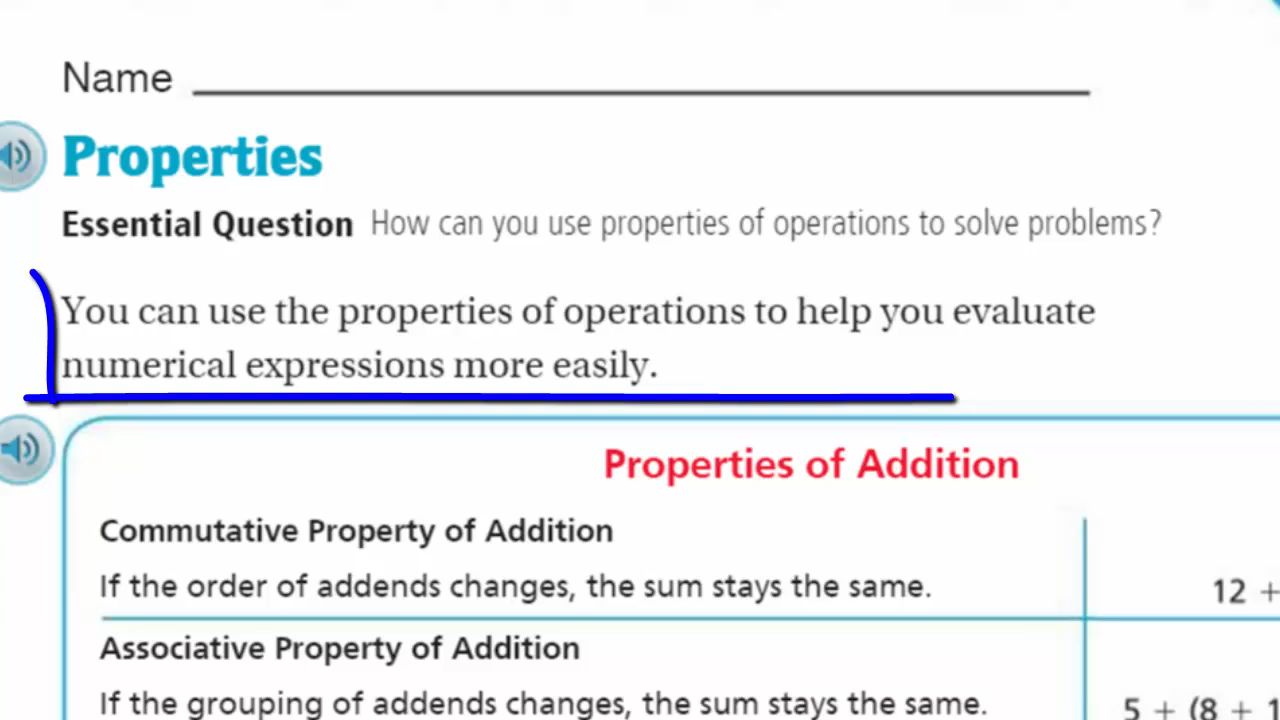 Name
Properties
Essential Question How can you use properties of operations to solve problems?
You can use the properties of operations to help you evaluate
numerical expressions more easily.
Properties of Addition
Commutative Property of Addition
If the order of addends changes, the sum stays the same.
12 +
Associative Property of Addition
If the grouping of addends changes, the sum stays the same.
5 + (8 + 1